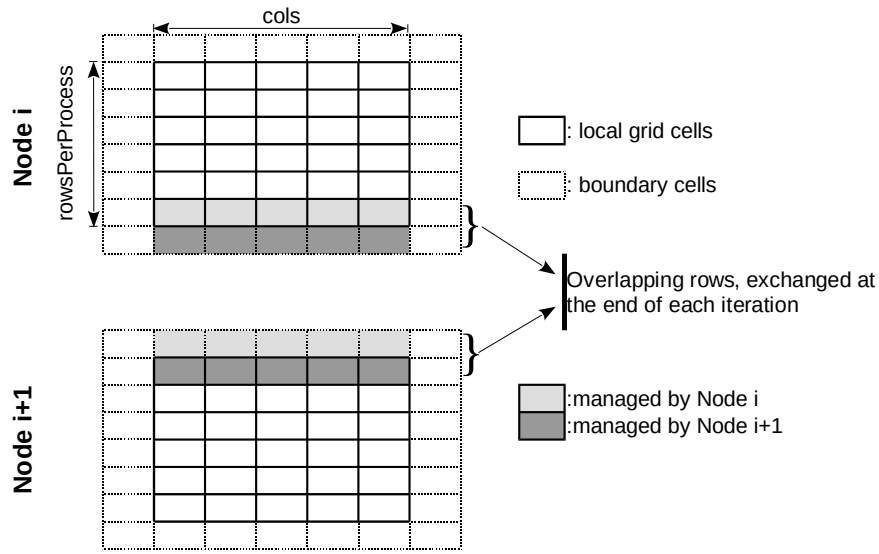 cols
Node i
rowsPerProcess
: local grid cells
: boundary cells
Overlapping rows, exchanged at
the end of each iteration
Node i+1
:managed by Node i
:managed by Node i+1